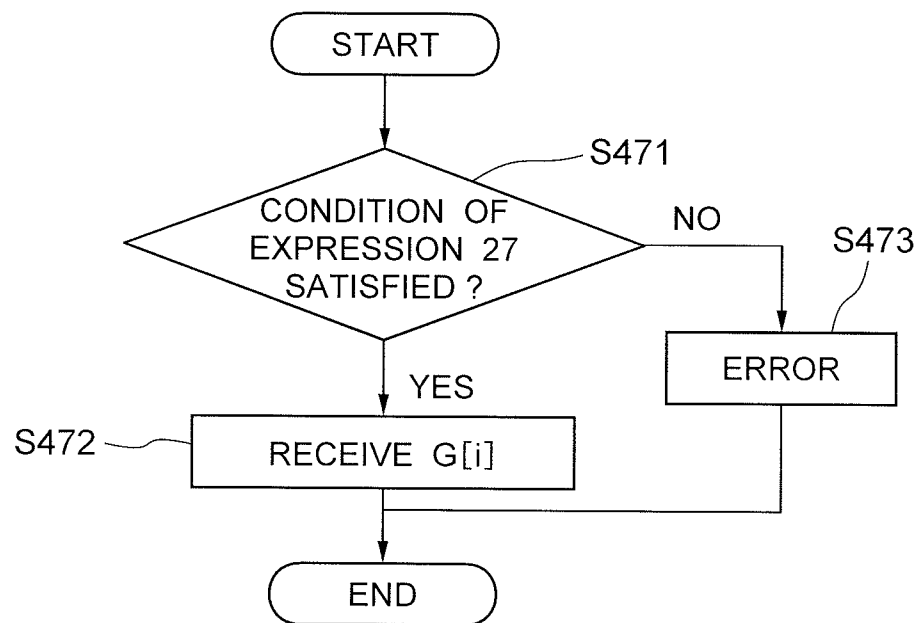 START
S471
CONDITION OF
EXPRESSION 27
SATISFIED ?
NO
S473
ERROR
YES
S472
RECEIVE G[i]
END